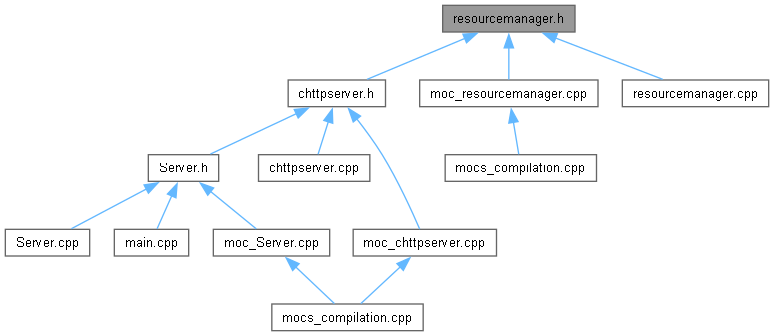 resourcemanager.h
chttpserver.h
moc_resourcemanager.cpp
resourcemanager.cpp
Server.h
chttpserver.cpp
mocs_compilation.cpp
Server.cpp
main.cpp
moc_Server.cpp
moc_chttpserver.cpp
mocs_compilation.cpp